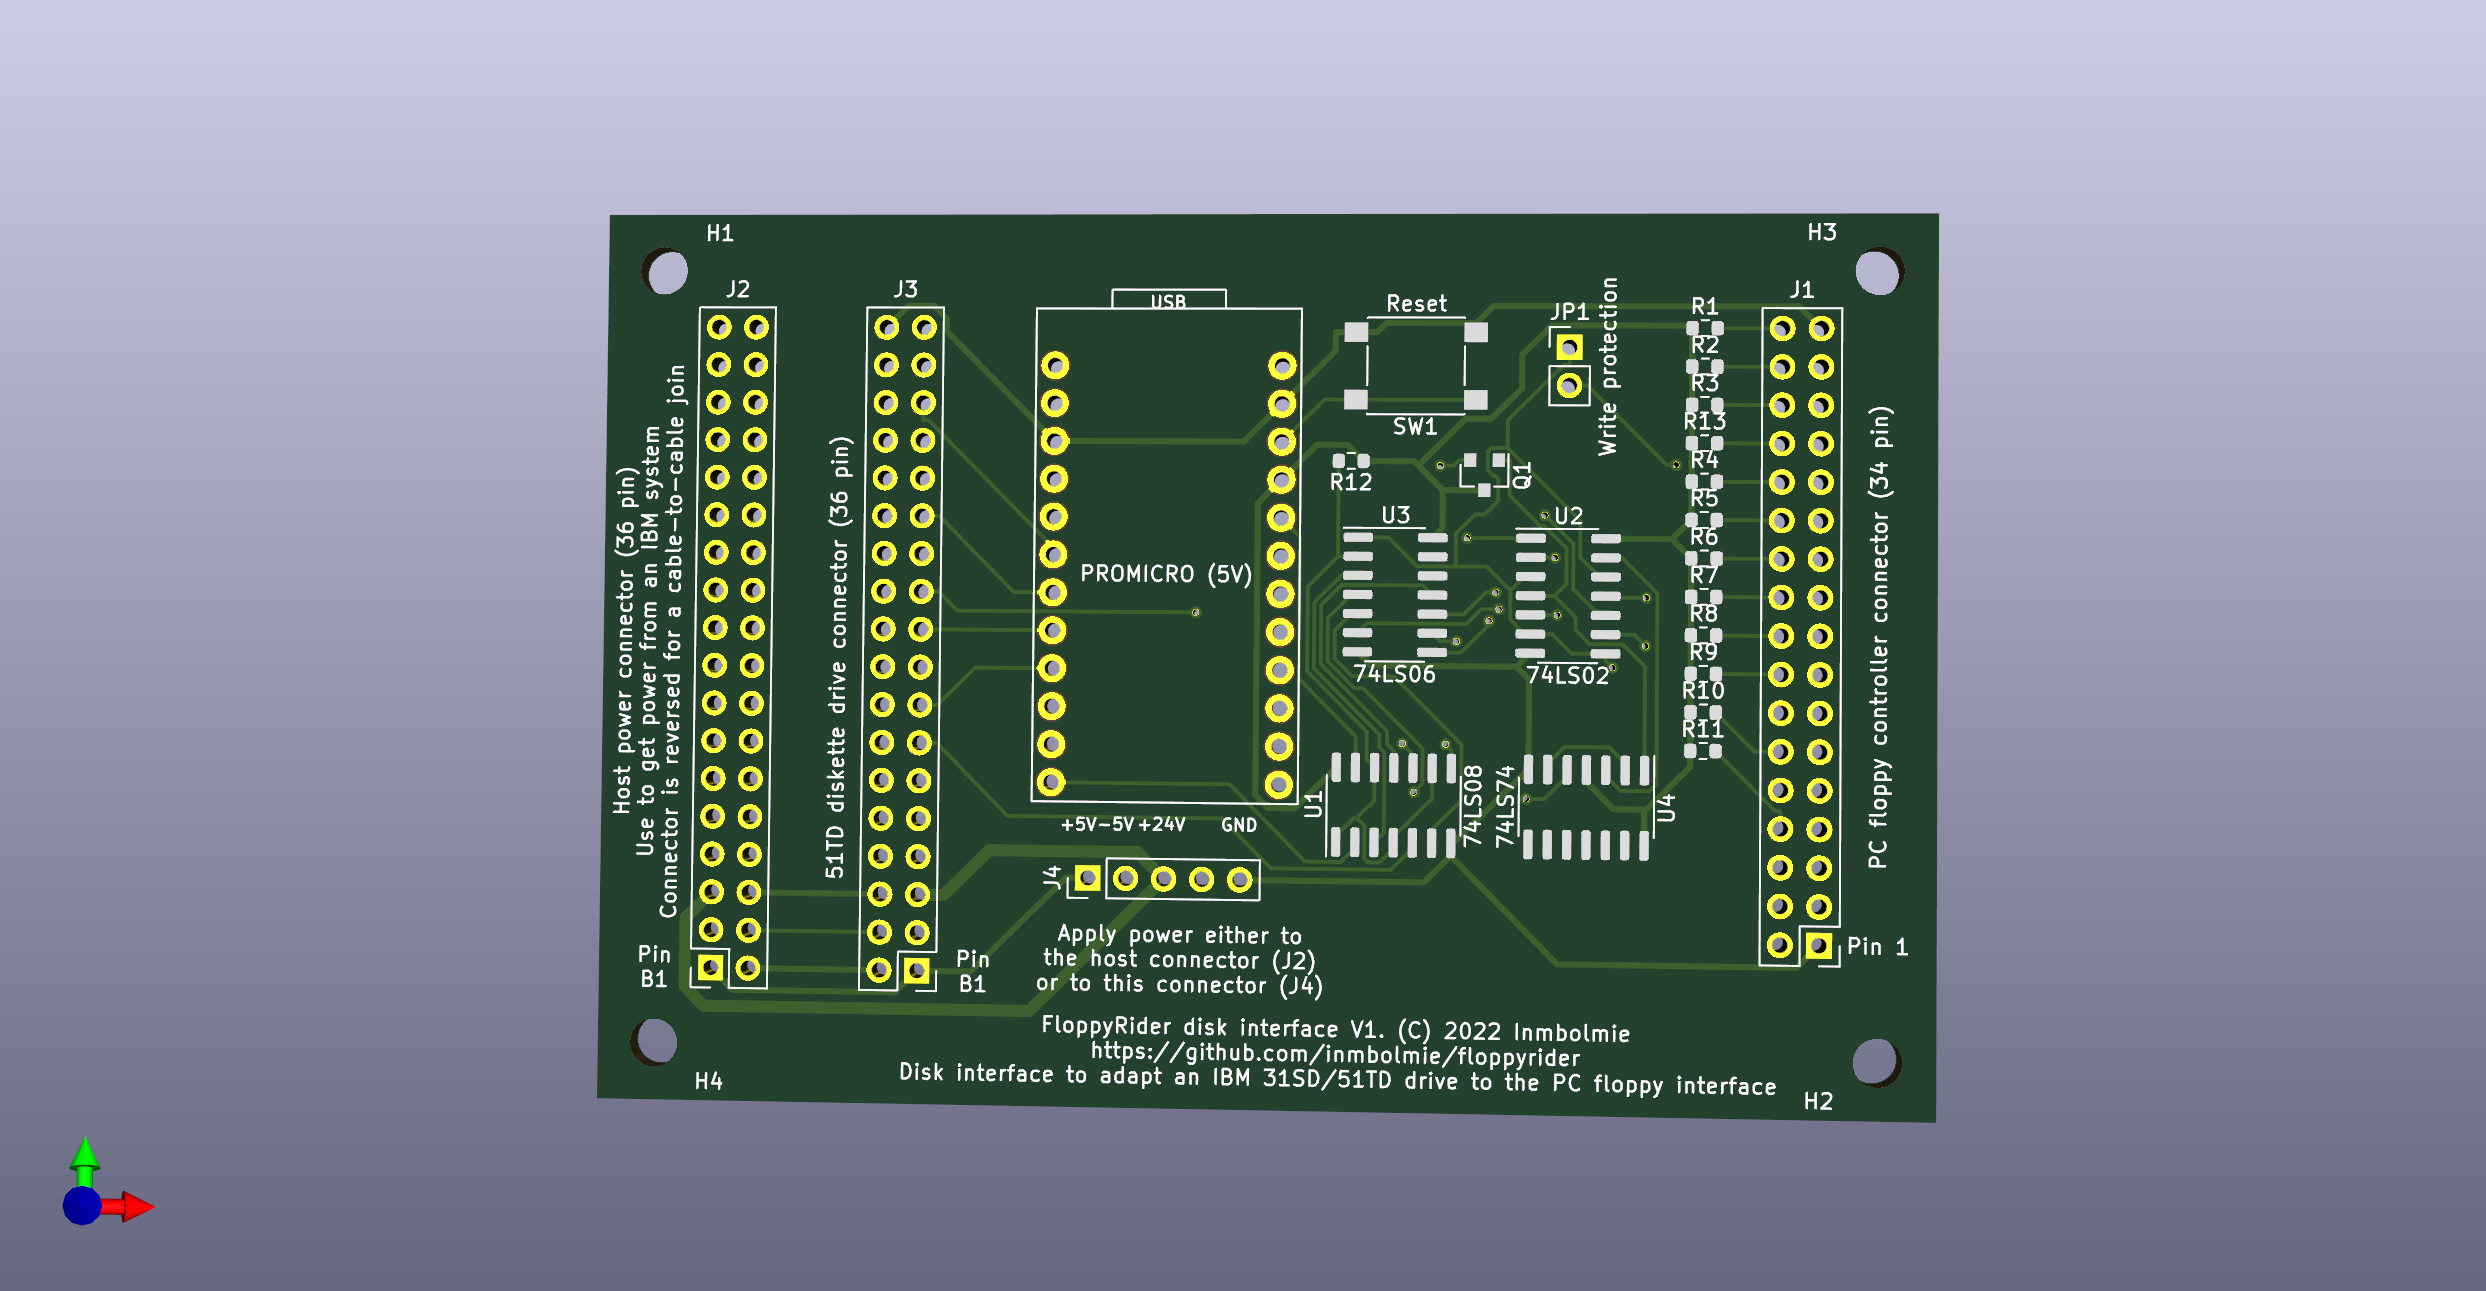 H1
H3
J2
J3
USB
Reset
JP1
R1
J1
R2
R3
R13
R4
R5
R6
R7
R8
R9
R10
R11
Write protection
SW1
R12
Q1
U3
U2
74LS06
74LS02
PROMICRO (5V)
Host power connector (36 pin)
Use to get power from an IBM system
Connector is reversed for a cable-to-cable join
51TD diskette drive connector (36 pin)
PC floppy controller connector (34 pin)
U1
74LS08
74LS74
U4
+5V-5V+24V GND
J4
Pin
B1
Pin
B1
Pin 1
Apply power either to
the host connector (J2)
or to this connector (J4)
FloppyRider disk interface V1. (C) 2022 Inmbolmie
https://github.com/inmbolmie/floppyrider
Disk interface to adapt an IBM 31SD/51TD drive to the PC floppy interface
H4
H2